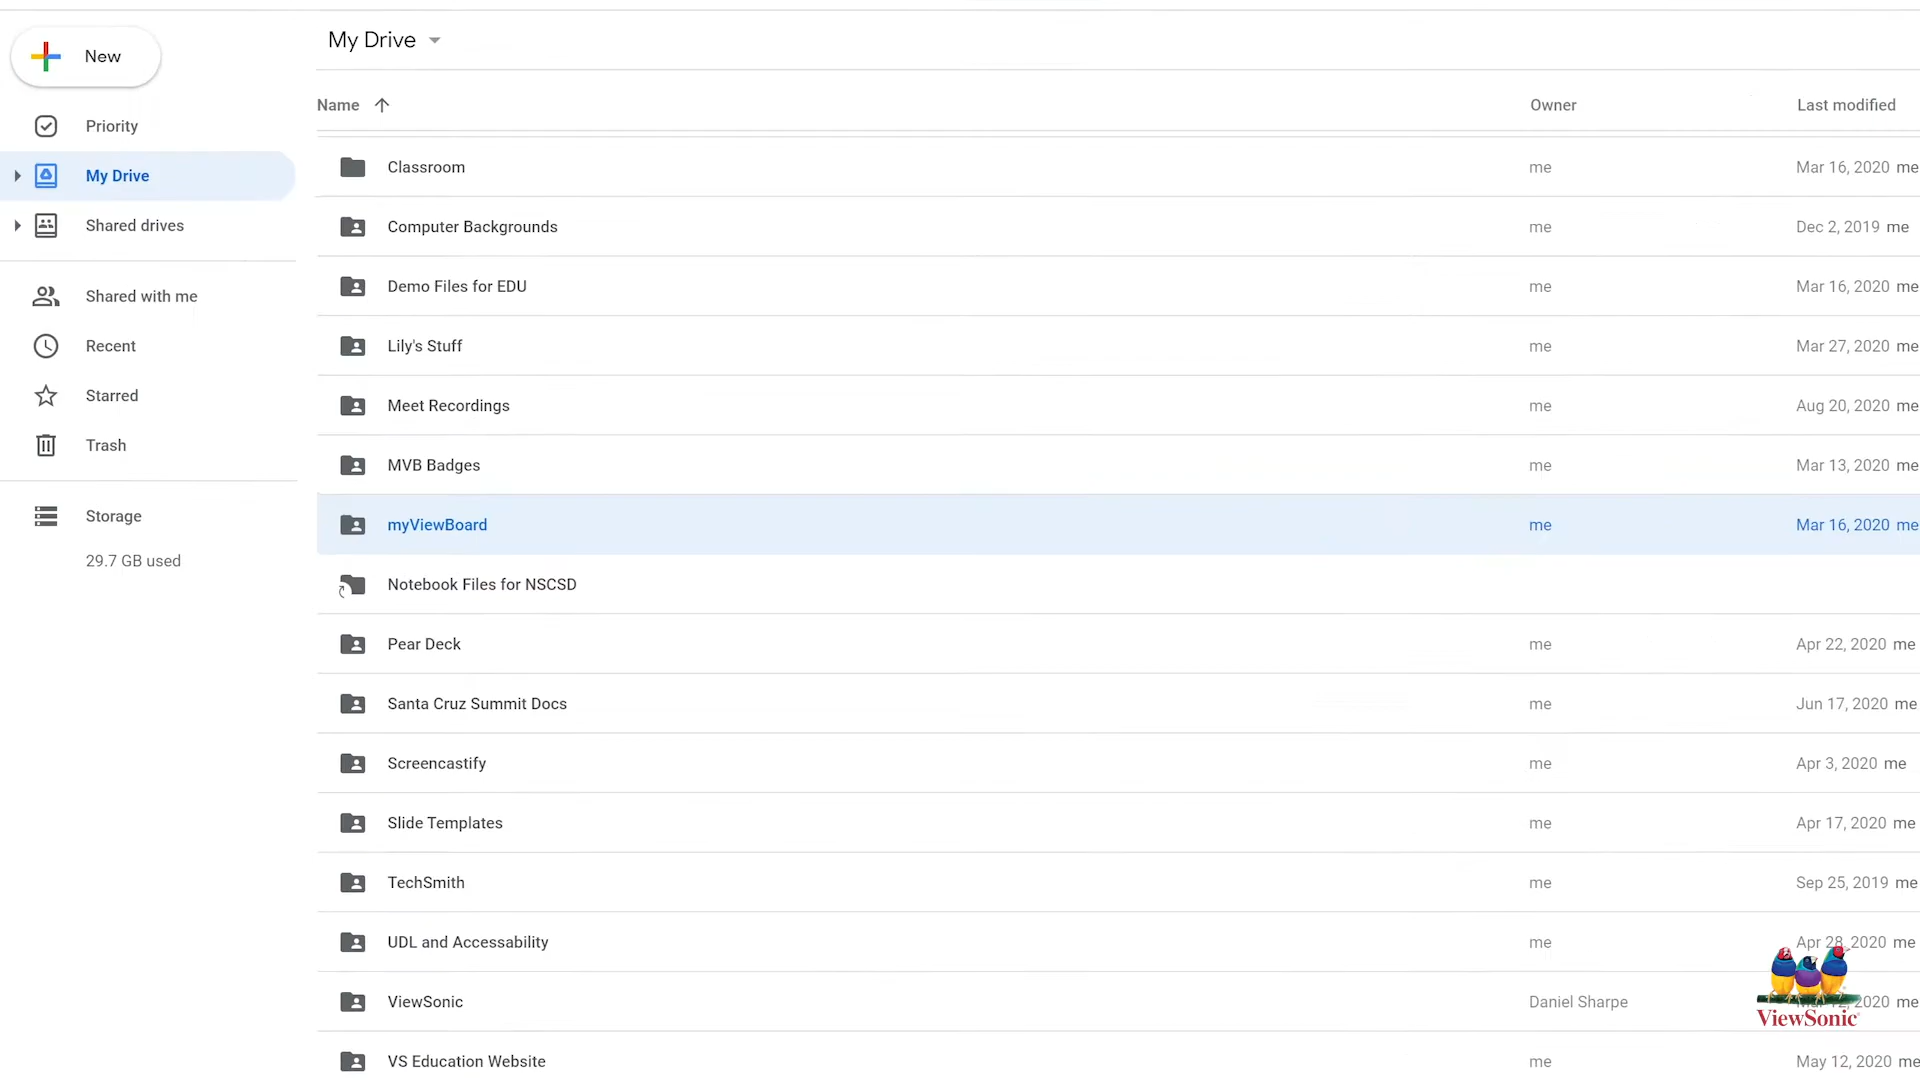 New
My Drive
Name Owner Last modified
Priority
My Drive
Shared drives
Shared with me
Recent
Starred
Trash
Storage
29.7 GB used
Classroom me Mar 16, 2020 me
Computer Backgrounds me Dec 2, 2019 me
Demo Files for EDU me Mar 16, 2020 me
Lily's Stuff me Mar 27, 2020 me
Meet Recordings me Aug 20, 2020 me
MVB Badges me Mar 13, 2020 me
myViewBoard me Mar 16, 2020 me
Notebook Files for NSCSD
Pear Deck me Apr 22, 2020 me
Santa Cruz Summit Docs me Jun 17, 2020 me
Screencastify me Apr 3, 2020 me
Slide Templates me Apr 17, 2020 me
TechSmith me Sep 25, 2019 me
UDL and Accessability me Apr 28, 2020 me
ViewSonic Daniel Sharpe 2020 me
VS Education Website me May 12, 2020 me
ViewSonic